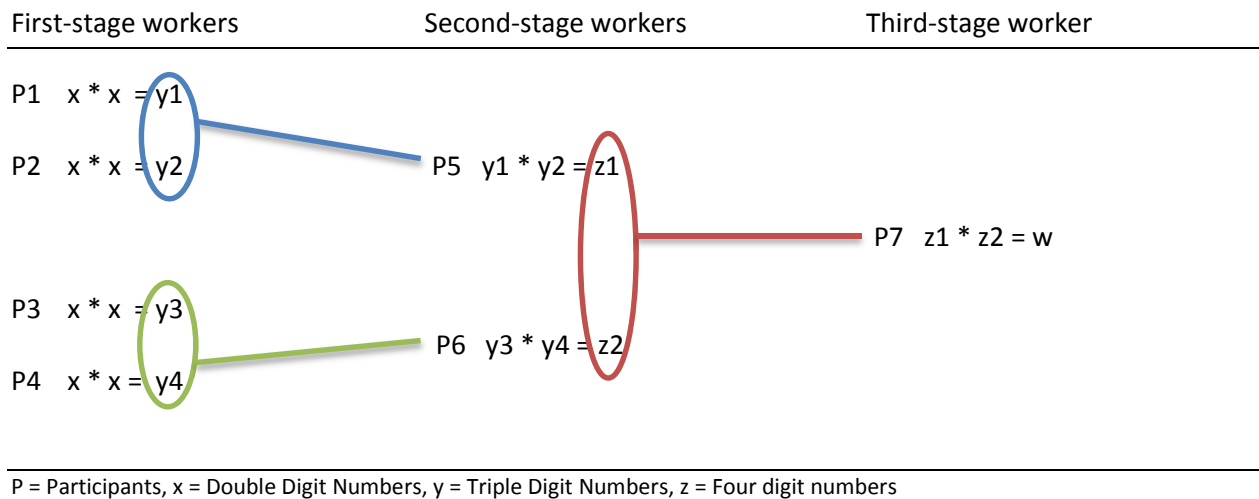 First-stage workers Second-stage workers Third-stage worker
P1 x * x = y1
P2 x * x = y2
P5 y1 * y2 = z1
P7 z1 * z2 = w
P3 x * x = y3
P6 y3 * y4 = z2
P4 x * x = y4
P = Participants, x = Double Digit Numbers, y = Triple Digit Numbers, z = Four digit numbers